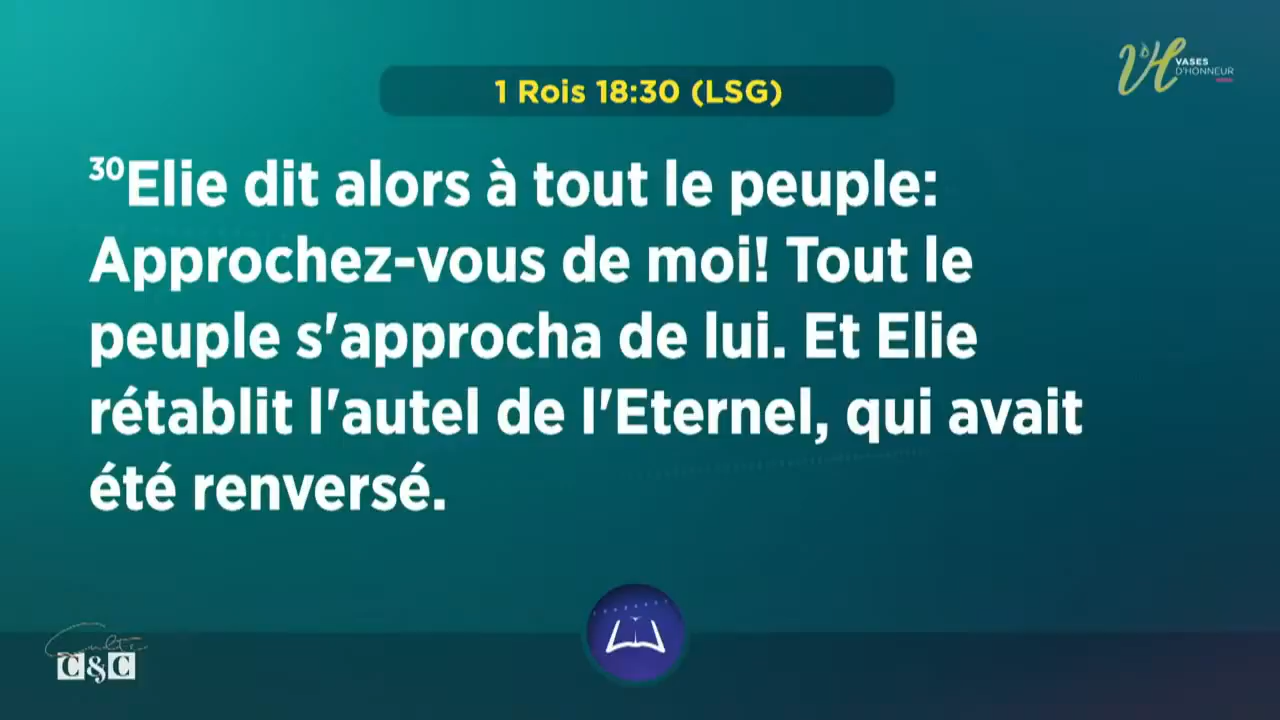 1 Rois 18:30 (LSG)
VASES
D'HONNEUR
30Elie dit alors à tout le peuple:
Approchez-vous de moi! Tout le
peuple s'approcha de lui. Et Elie
rétablit l'autel de l'Eternel, qui avait
été renversé.
Culte
C&C